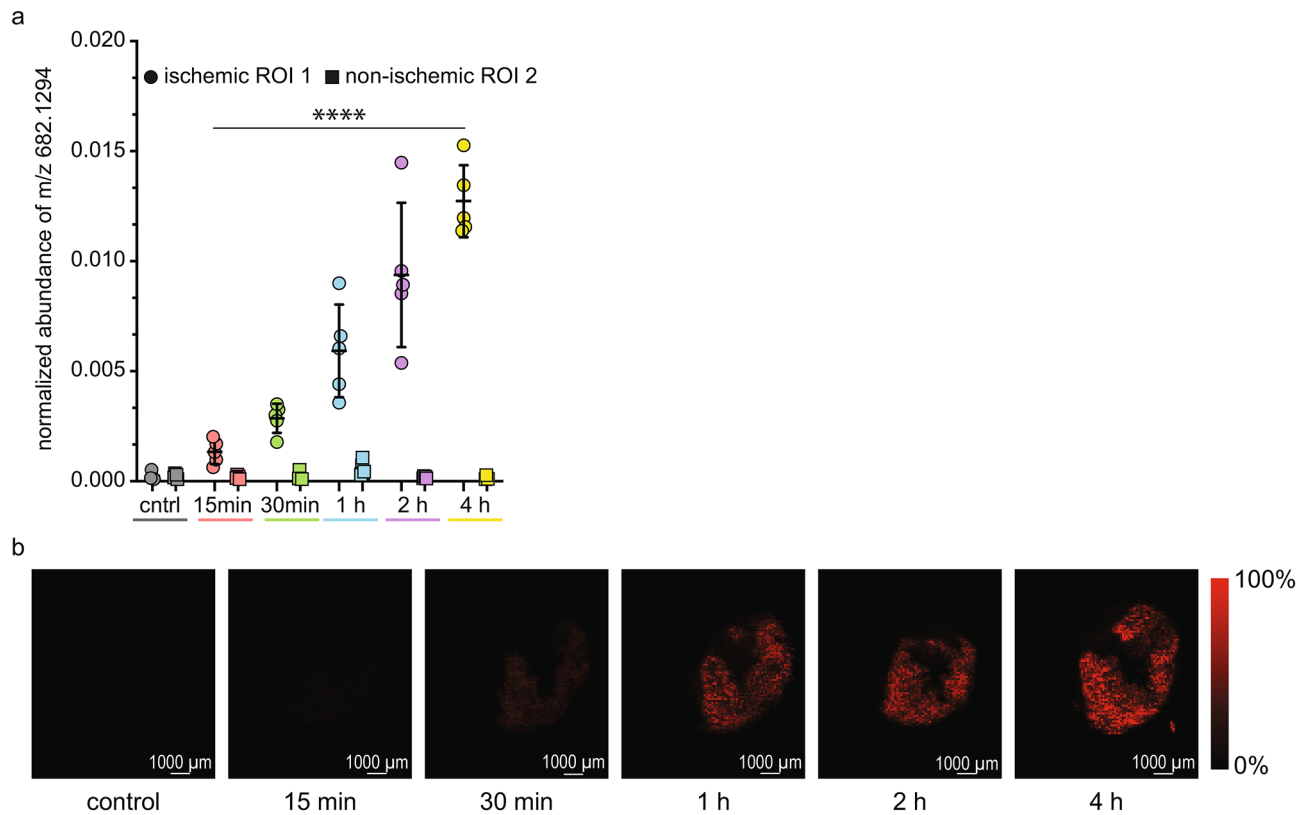 a
0.020
ischemic ROI 1 non-ischemic ROI 2
****
0.015
0.010
0.005
0.000
normalized abundance of m/z 682.1294
cntrl 15min 30min 1 h 2 h 4 h
b
100%
0%
1000 µm 1000 µm 1000 µm 1000 µm 1000 µm 1000 µm
control 15 min 30 min 1 h 2 h 4 h